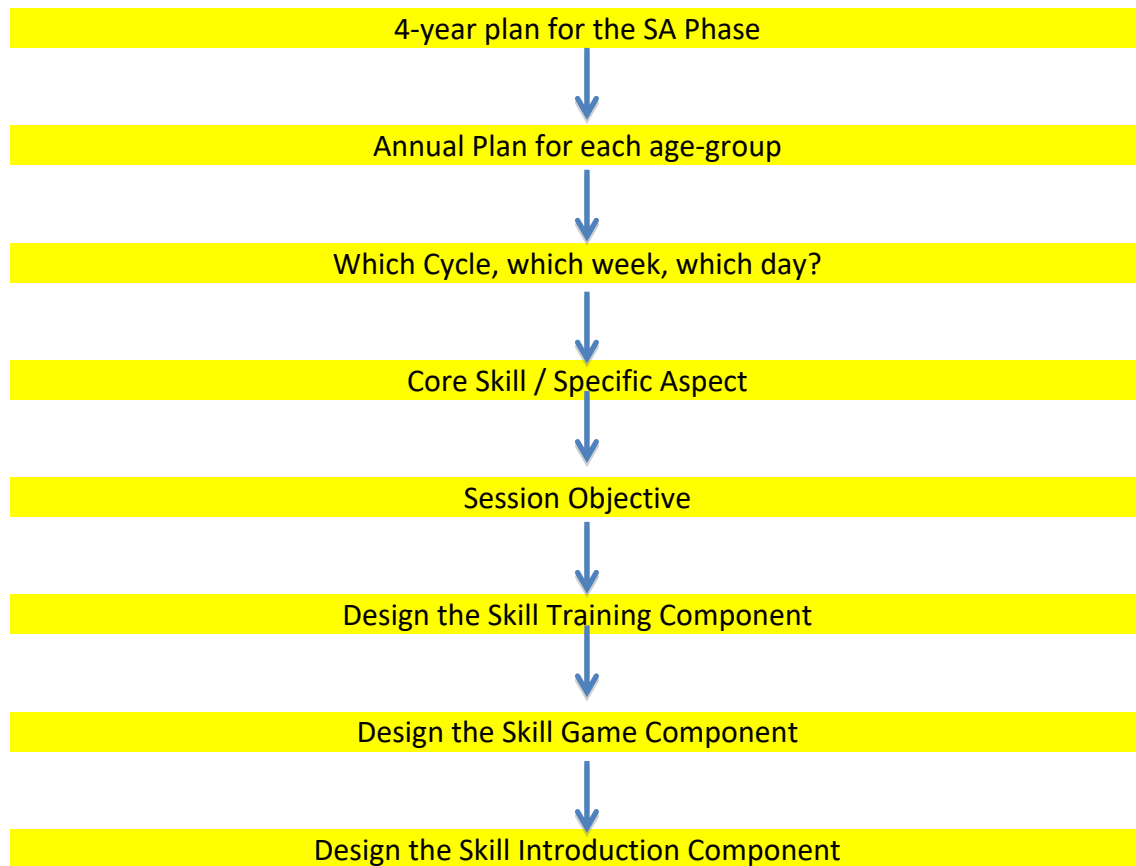 4-year plan for the SA Phase
Annual Plan for each age-group
Which Cycle, which week, which day?
Core Skill / Specific Aspect
Session Objective
Design the Skill Training Component
Design the Skill Game Component
Design the Skill Introduction Component